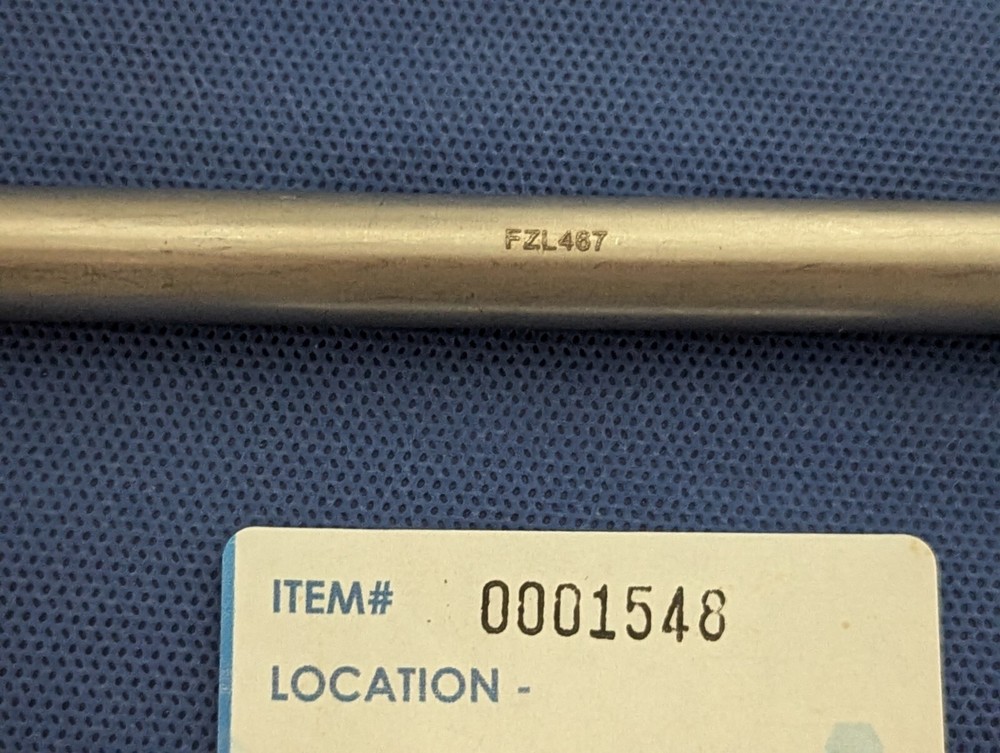 FZL467
ITEM# 0001548
LOCATION -